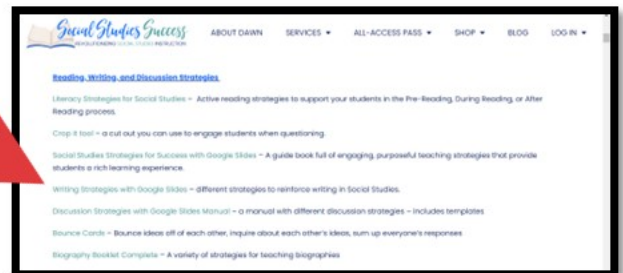 Social Studies Success
REVOLUTIONIZING SOCIAL STUDIES INSTRUCTION
ABOUT DAWN SERVICES ▾ ALL-ACCESS PASS ▾ SHOP ▾ BLOG LOG IN ▾
Reading, Writing, and Discussion Strategies
Literacy Strategies for Social Studies – Active reading strategies to support your students in the Pre-Reading, During Reading, or After
Reading process.
Crop it tool – a cut out you can use to engage students when questioning.
Social Studies Strategies for Success with Google Slides – A guide book full of engaging, purposeful teaching strategies that provide
students a rich learning experience.
Writing Strategies with Google Slides – different strategies to reinforce writing in Social Studies.
Discussion Strategies with Google Slides Manual – a manual with different discussion strategies – includes templates
Bounce Cards – Bounce ideas off of each other, inquire about each other's ideas, sum up everyone's responses
Biography Booklet Complete – A variety of strategies for teaching biographies